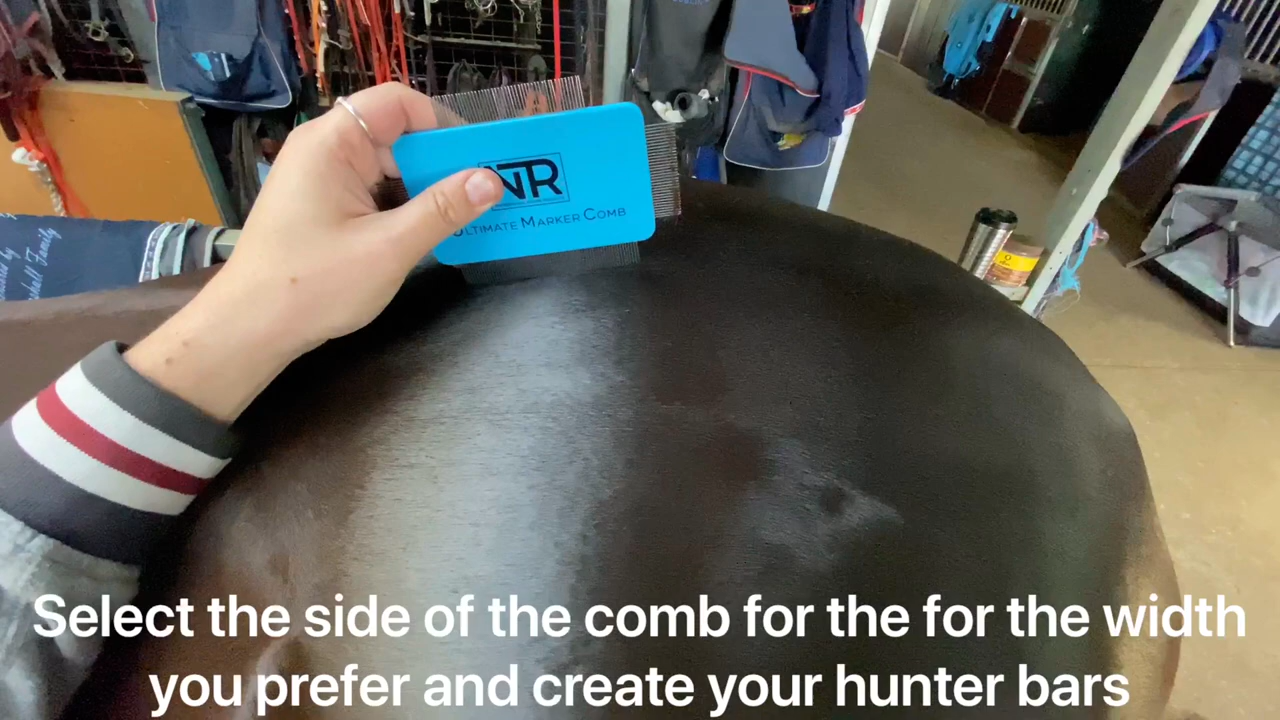 NTR
ULTIMATE MARKER COMB
Family
Select the side of the comb for the for the width
you prefer and create your hunter bars